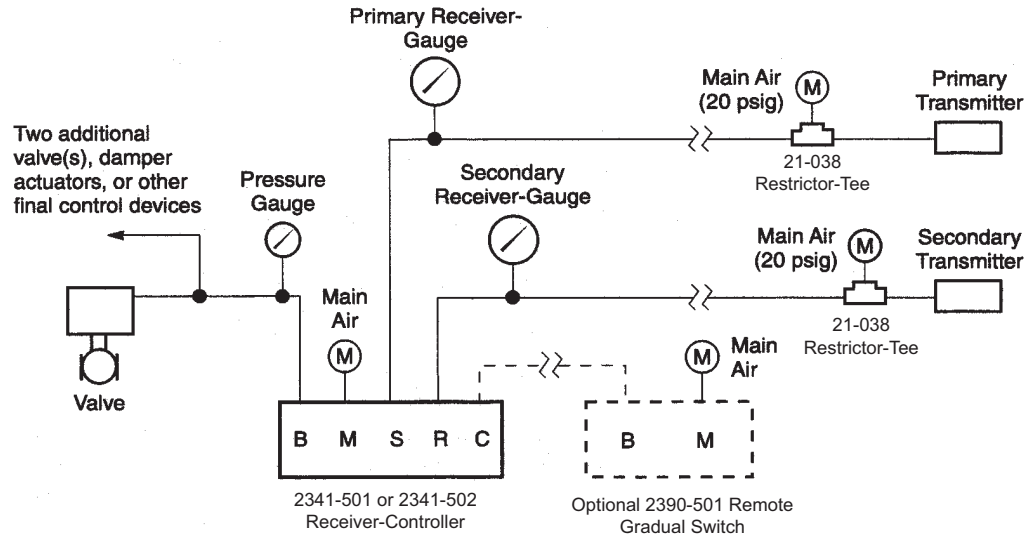 Primary Receiver-
Gauge
Main Air
(20 psig)
M
Primary
Transmitter
21-038
Restrictor-Tee
Two additional
valve(s), damper
actuators, or other
final control devices
Pressure
Gauge
Secondary
Receiver-Gauge
Main Air
(20 psig)
M
Secondary
Transmitter
21-038
Restrictor-Tee
Main
Air
M
M
Main
Air
Valve
B M S R C
B M
2341-501 or 2341-502
Receiver-Controller
Optional 2390-501 Remote
Gradual Switch